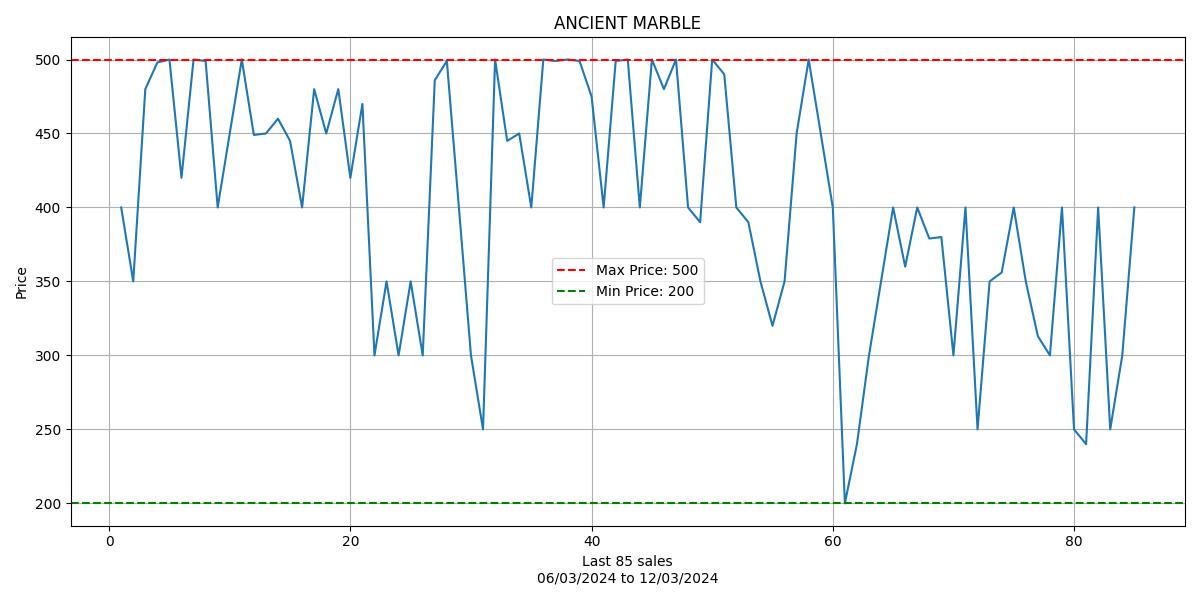 ANCIENT MARBLE
500
450
400
350
300
250
200
Price
Max Price: 500
Min Price: 200
0 20 40 60 80
Last 85 sales
06/03/2024 to 12/03/2024